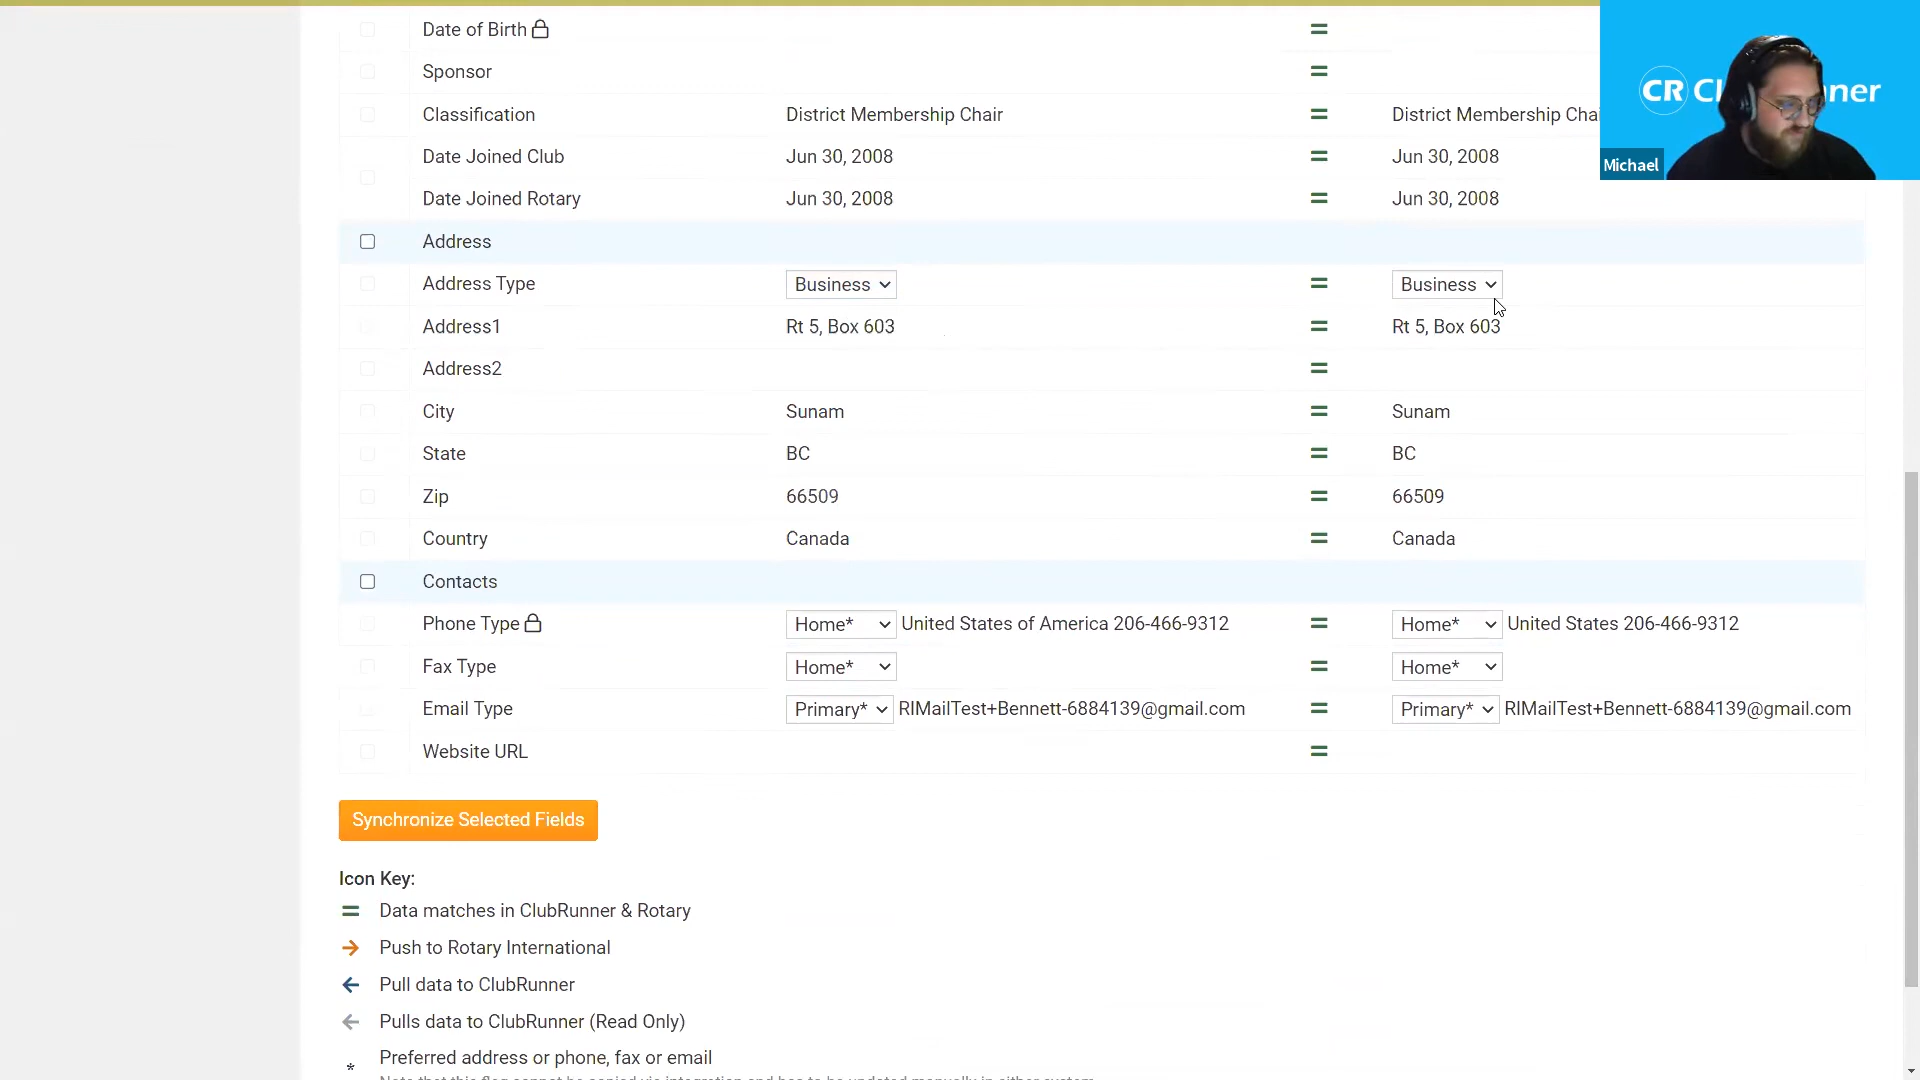 Date of Birth =
Sponsor =
Classification District Membership Chair = District Membership Chai
Date Joined Club Jun 30, 2008 = Jun 30, 2008
Date Joined Rotary Jun 30, 2008 = Jun 30, 2008
CR Cl nner
Michael
Address
Address Type Business = Business
Address1 Rt 5, Box 603 = Rt 5, Box 603
Address2 =
City Sunam = Sunam
State BC = BC
Zip 66509 = 66509
Country Canada = Canada
Contacts
Phone Type Home* United States of America 206-466-9312 = Home* United States 206-466-9312
Fax Type Home* = Home*
Email Type Primary* RIMailTest+Bennett-6884139@gmail.com = Primary* RIMailTest+Bennett-6884139@gmail.com
Website URL =
Synchronize Selected Fields
Icon Key:
= Data matches in ClubRunner & Rotary
→ Push to Rotary International
← Pull data to ClubRunner
← Pulls data to ClubRunner (Read Only)
* Preferred address or phone, fax or email